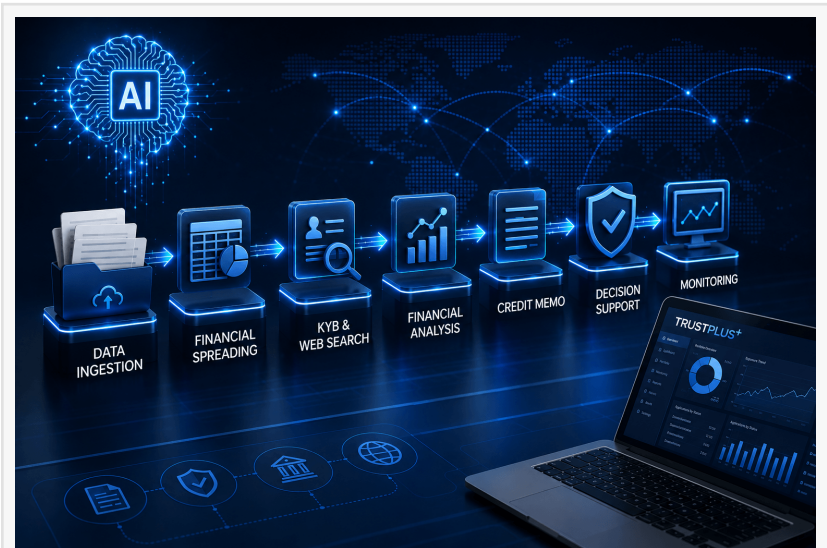 AI
DATA
INGESTION
FINANCIAL
SPREADING
KYB &
WEB SEARCH
FINANCIAL
ANALYSIS
CREDIT MEMO
DECISION
SUPPORT
MONITORING
TRUSTPLUS+